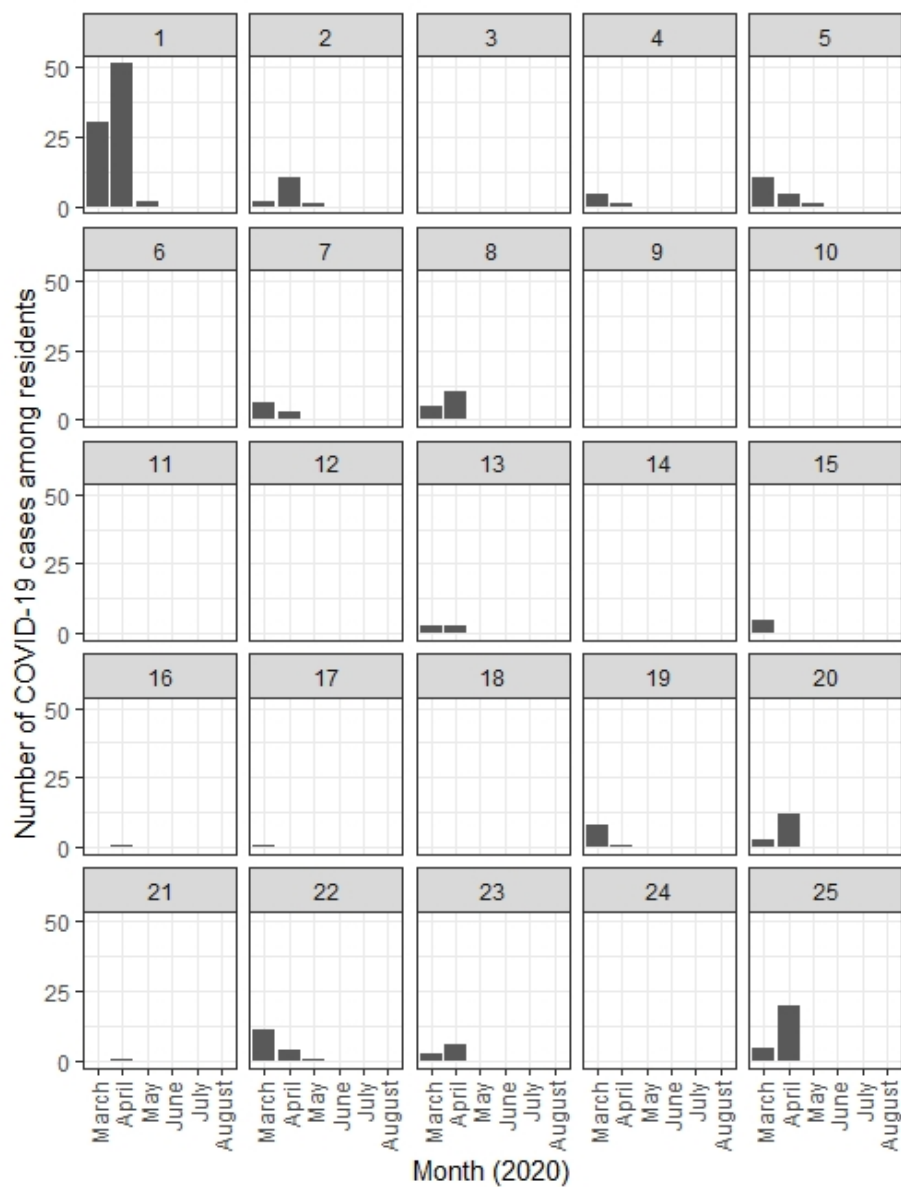 Number of COVID-19 cases among residents
1 2 3 4 5
50
25
0
6 7 8 9 10
50
25
0
11 12 13 14 15
50
25
0
16 17 18 19 20
50
25
0
21 22 23 24 25
50
25
0
March April May June July August March April May June July August March April May June July August March April May June July August March April May June July August
Month (2020)